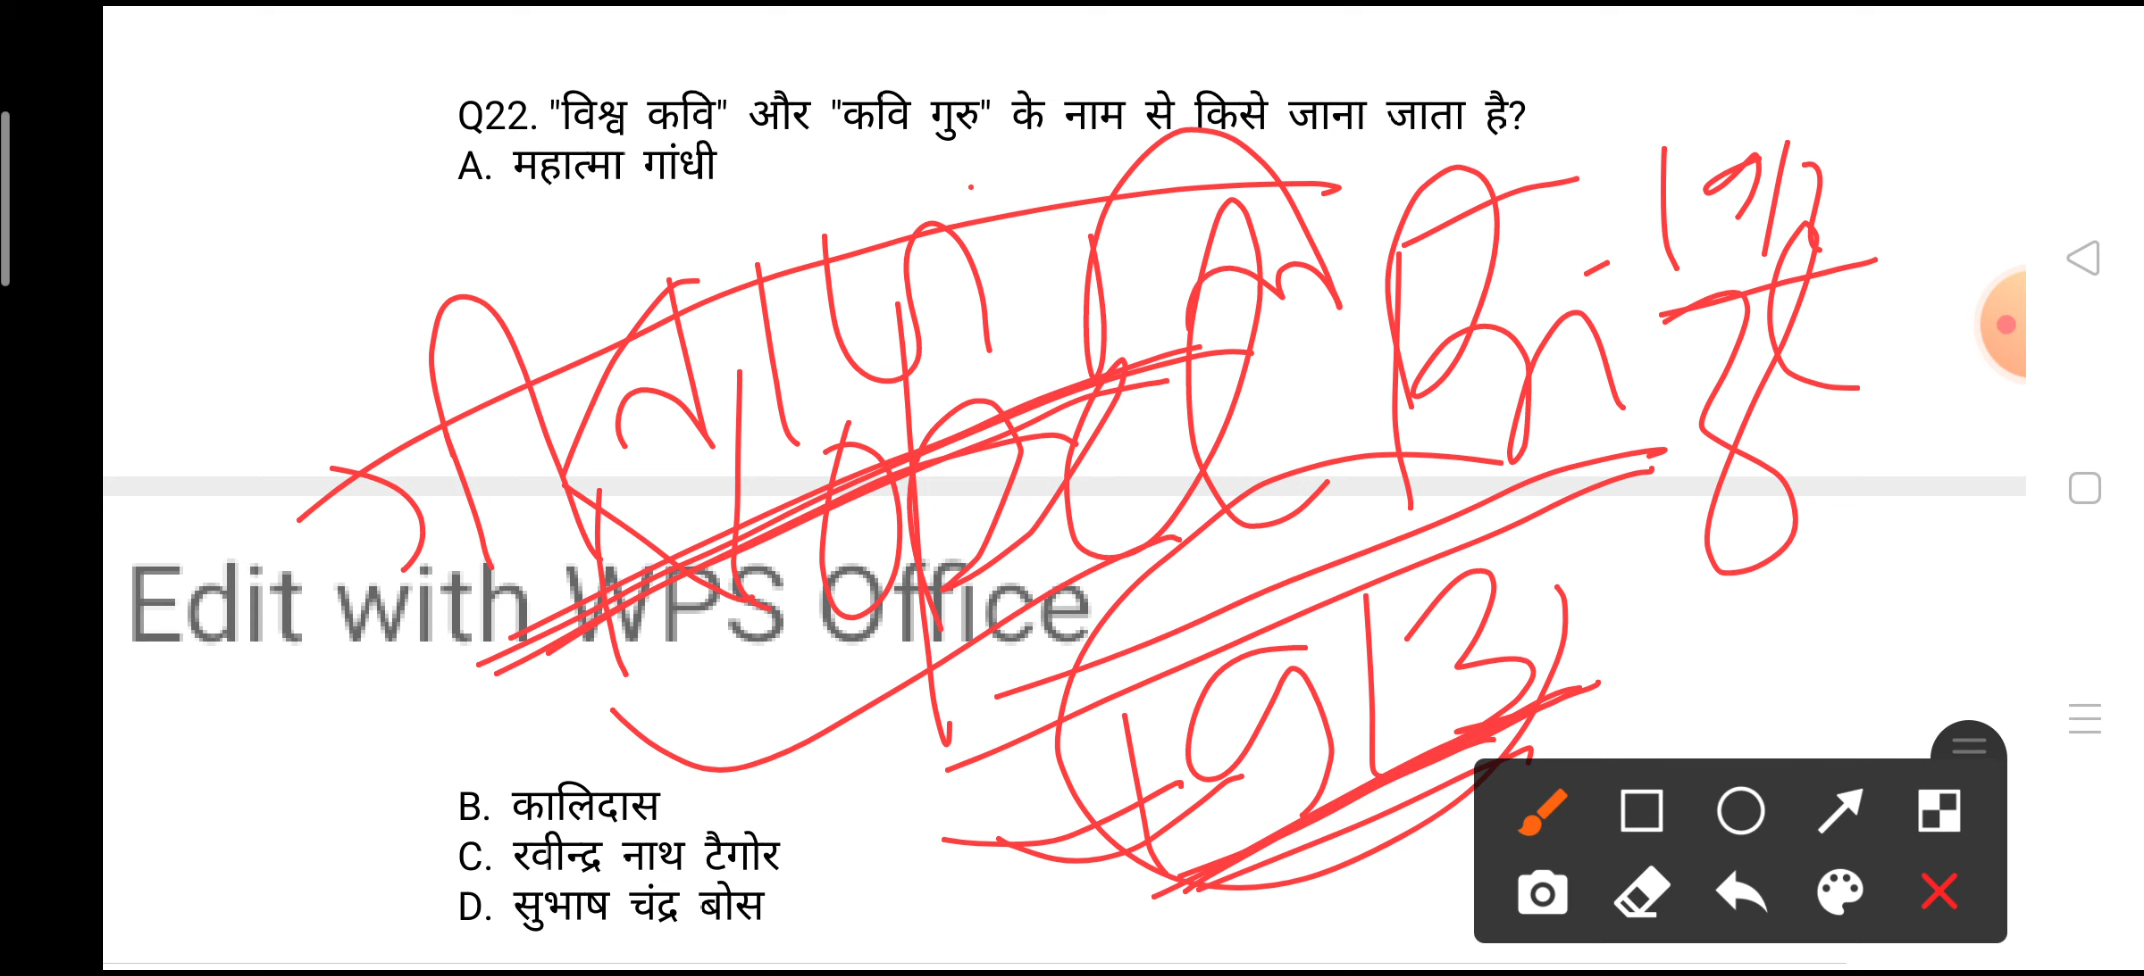 Q22. "विश्व कवि" और "कवि गुरु" के नाम से किसे जाना जाता है?
A. महात्मा गांधी
Edit with WPS Office
1913
B. कालिदास
C. रवीन्द्र नाथ टैगोर
D. सुभाष चंद्र बोस